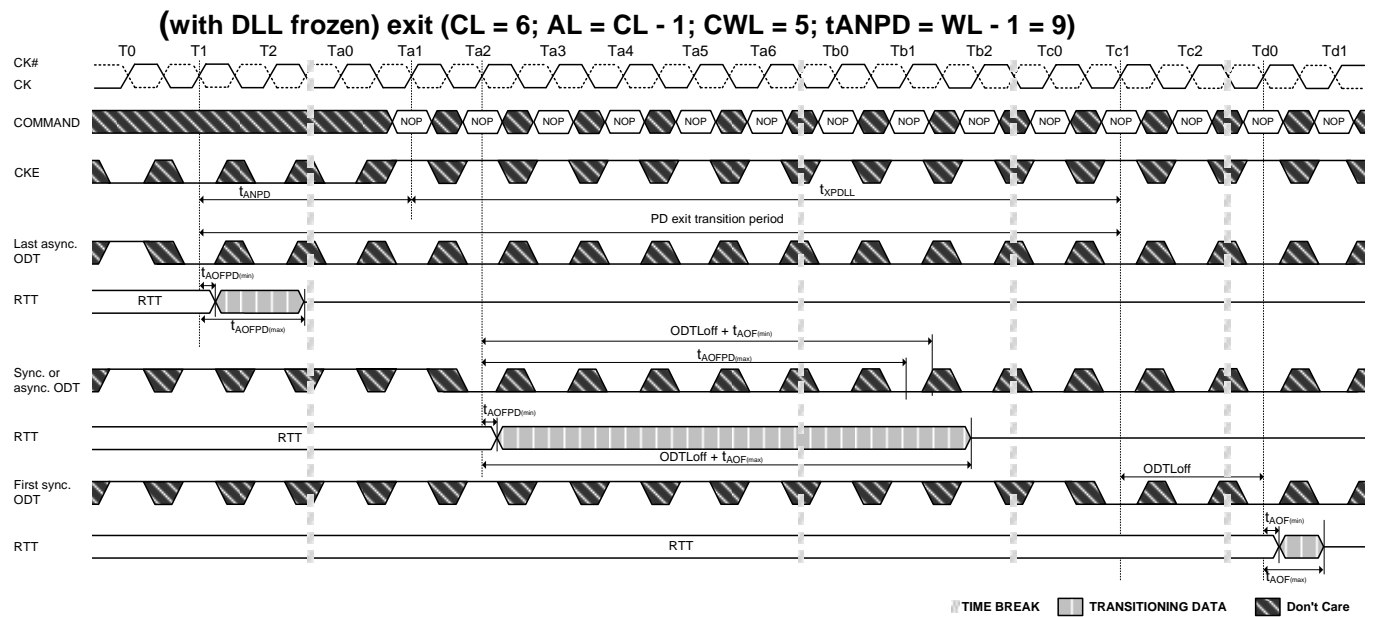 (with DLL frozen) exit (CL = 6; AL = CL - 1; CWL = 5; tANPD = WL - 1 = 9)
T0 T1 T2 Ta0 Ta1 Ta2 Ta3 Ta4 Ta5 Ta6 Tb0 Tb1 Tb2 Tc0 Tc1 Tc2 Td0 Td1
CK#
CK
COMMAND NOP NOP NOP NOP NOP NOP NOP NOP NOP NOP NOP NOP NOP NOP
CKE
tANPD tXPDLL
PD exit transition period
Last async.
ODT
tAOFPD(min)
RTT RTT
tAOFPD(max)
ODTLoff + tAOF(min)
tAOFPD(max)
Sync. or
async. ODT
tAOFPD(min)
RTT RTT
ODTLoff + tAOF(max)
ODTLoff
First sync.
ODT
tAOF(min)
RTT RTT
tAOF(max)
TIME BREAK TRANSITIONING DATA Don't Care